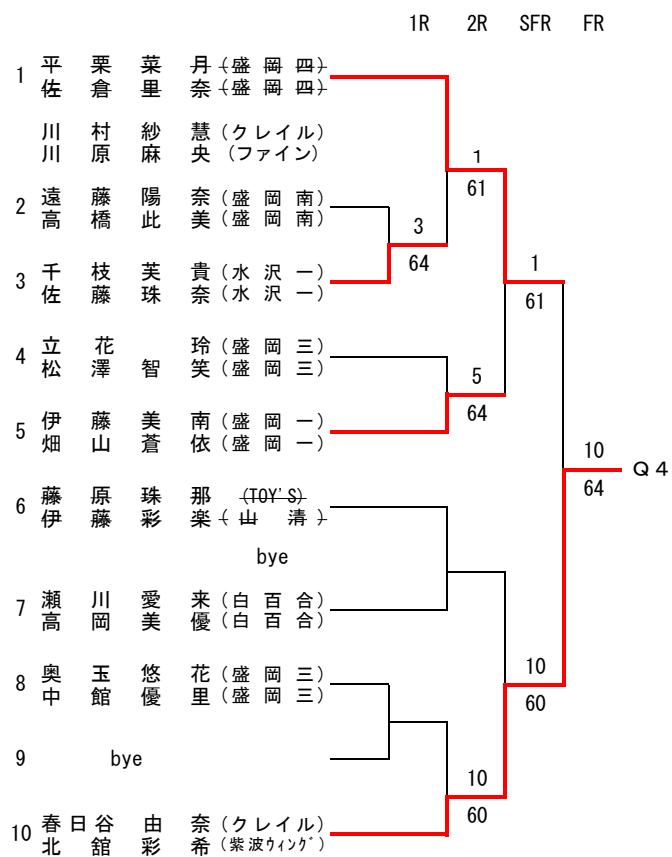 1R 2R SFR FR
1 平栗菜月(盛岡四)
佐倉里奈(盛岡四)
川村紗慧(クレイル)
川原麻央(ファイン)
1
61
2 遠藤陽奈(盛岡南)
高橋此美(盛岡南)
3
64
3 千枝芙貴(水沢一)
佐藤珠奈(水沢一)
1
61
4 立花 玲(盛岡三)
松澤智笑(盛岡三)
5
64
5 伊藤美南(盛岡一)
畑山蒼依(盛岡一)
10
64
Q4
6 藤原珠那(TOY'S)
伊藤彩楽(山 清)
bye
7 瀬川愛来(白百合)
高岡美優(白百合)
8 奥玉悠花(盛岡三)
中館優里(盛岡三)
10
60
9 bye
10
60
10 春日谷由奈(クレイル)
北舘彩希(紫波ウィング)